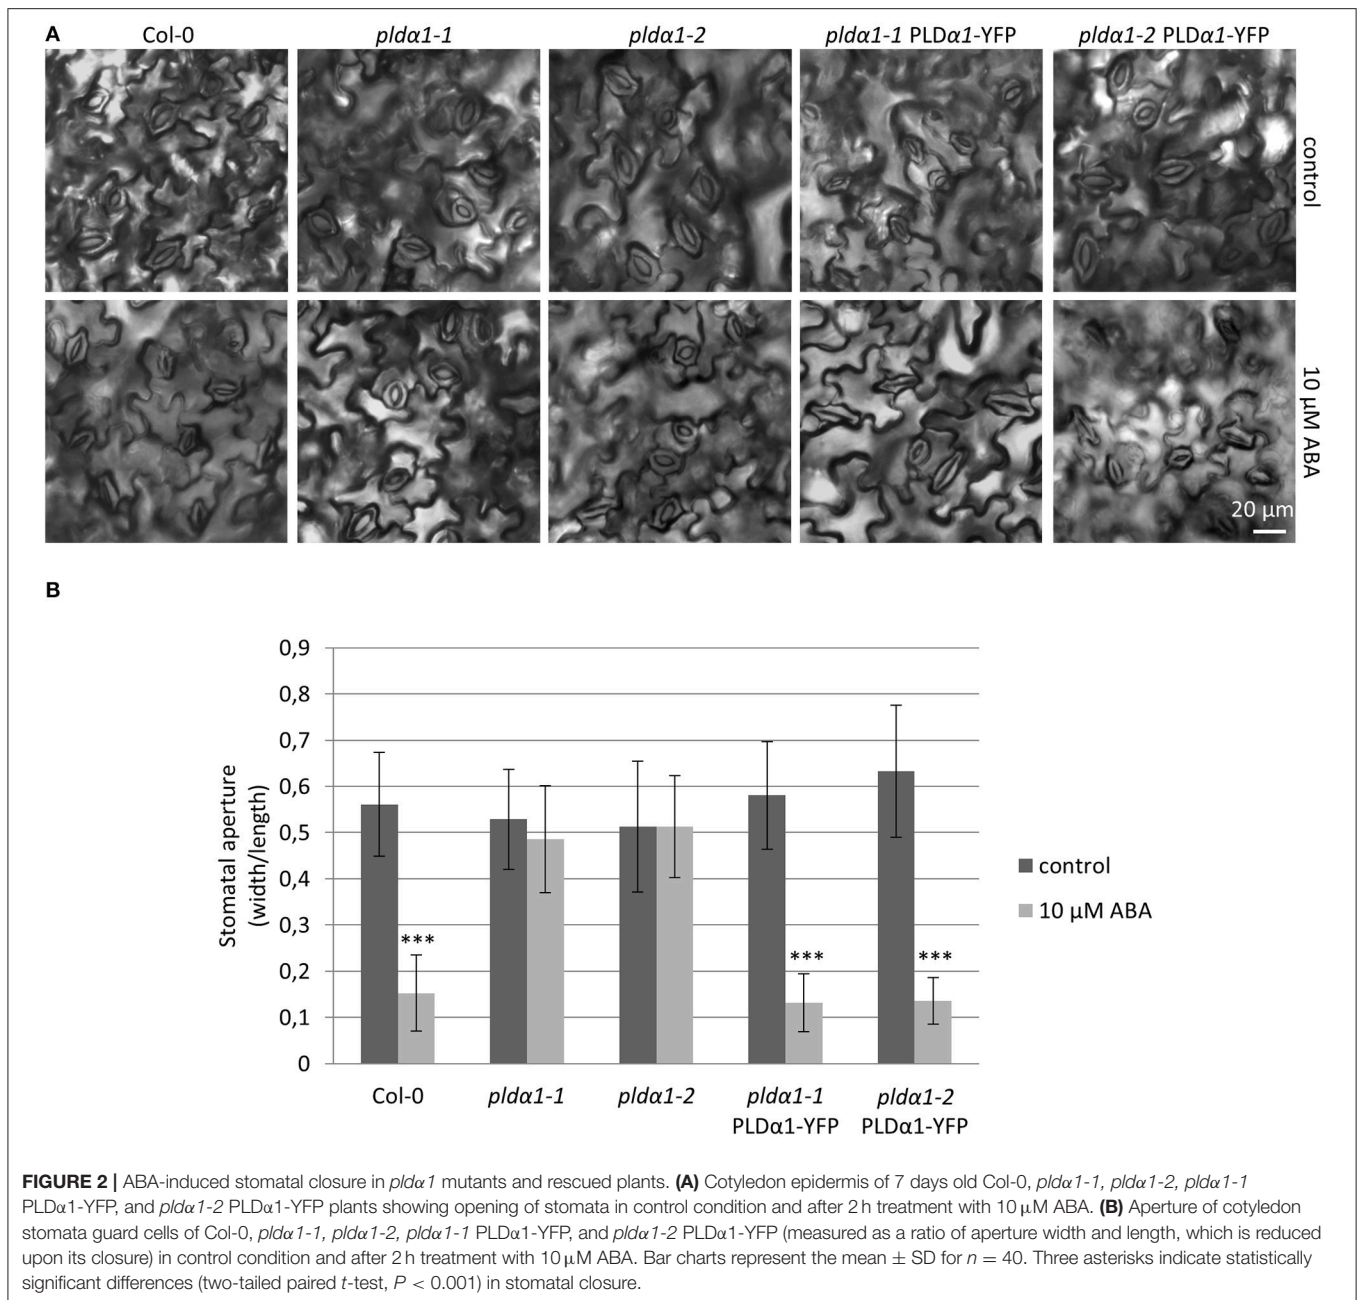 A
Col-0
pldα1-1
pldα1-2
pldα1-1 PLDα1-YFP
pldα1-2 PLDα1-YFP
control
10 µM ABA
20 µm
B
Stomatal aperture
(width/length)
0,9
0,8
0,7
0,6
0,5
0,4
0,3
0,2
0,1
0
***
***
***
control
10 µM ABA
Col-0
pldα1-1
pldα1-2
pldα1-1
PLDα1-YFP
pldα1-2
PLDα1-YFP
FIGURE 2 | ABA-induced stomatal closure in pldα1 mutants and rescued plants. (A) Cotyledon epidermis of 7 days old Col-0, pldα1-1, pldα1-2, pldα1-1
PLDα1-YFP, and pldα1-2 PLDα1-YFP plants showing opening of stomata in control condition and after 2 h treatment with 10 µM ABA. (B) Aperture of cotyledon
stomata guard cells of Col-0, pldα1-1, pldα1-2, pldα1-1 PLDα1-YFP, and pldα1-2 PLDα1-YFP (measured as a ratio of aperture width and length, which is reduced
upon its closure) in control condition and after 2 h treatment with 10 µM ABA. Bar charts represent the mean ± SD for n = 40. Three asterisks indicate statistically
significant differences (two-tailed paired t-test, P < 0.001) in stomatal closure.